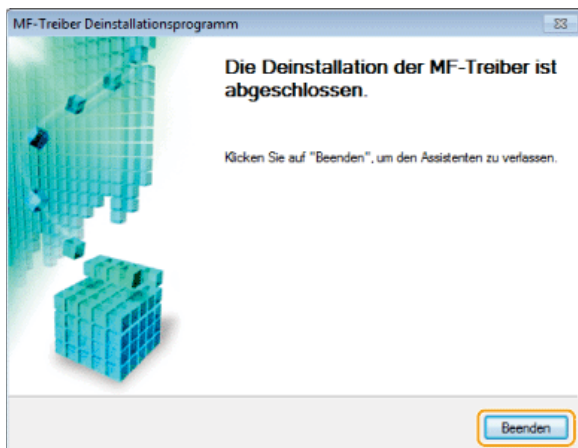 MF-Treiber Deinstallationsprogramm
Die Deinstallation der MF-Treiber ist
abgeschlossen.
Klicken Sie auf "Beenden", um den Assistenten zu verlassen.
Beenden